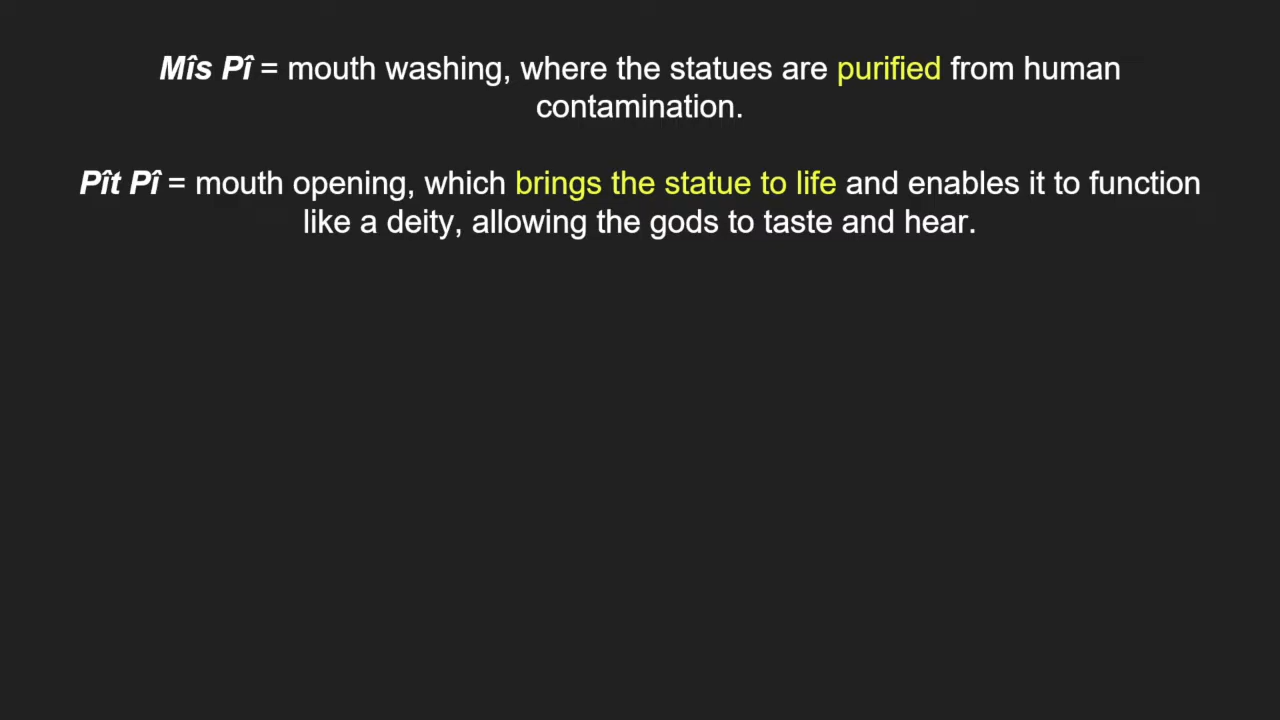 Mîs Pî = mouth washing, where the statues are purified from human
contamination.
Pît Pî = mouth opening, which brings the statue to life and enables it to function
like a deity, allowing the gods to taste and hear.